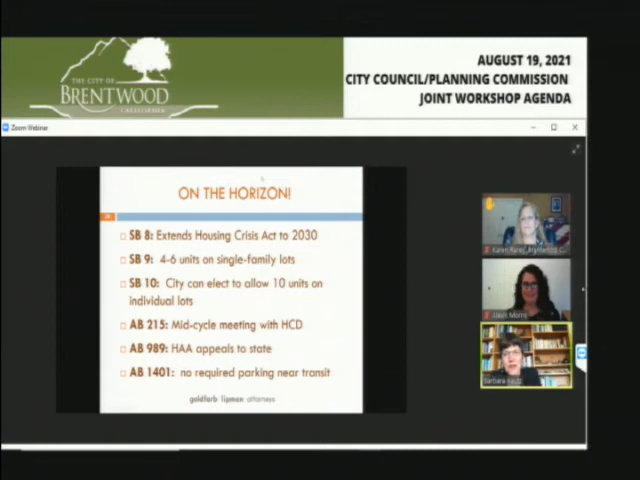 AUGUST 19, 2021
CITY COUNCIL/PLANNING COMMISSION
JOINT WORKSHOP AGENDA
THE CITY OF
BRENTWOOD
CALIFORNIA
Zoom Webinar
ON THE HORIZON!
SB 8: Extends Housing Crisis Act to 2030
SB 9: 4-6 units on single-family lots
SB 10: City can elect to allow 10 units on
individual lots
AB 215: Mid-cycle meeting with HCD
AB 989: HAA appeals to state
AB 1401: no required parking near transit
goldfarb lipman attorneys
Barbara Kautz